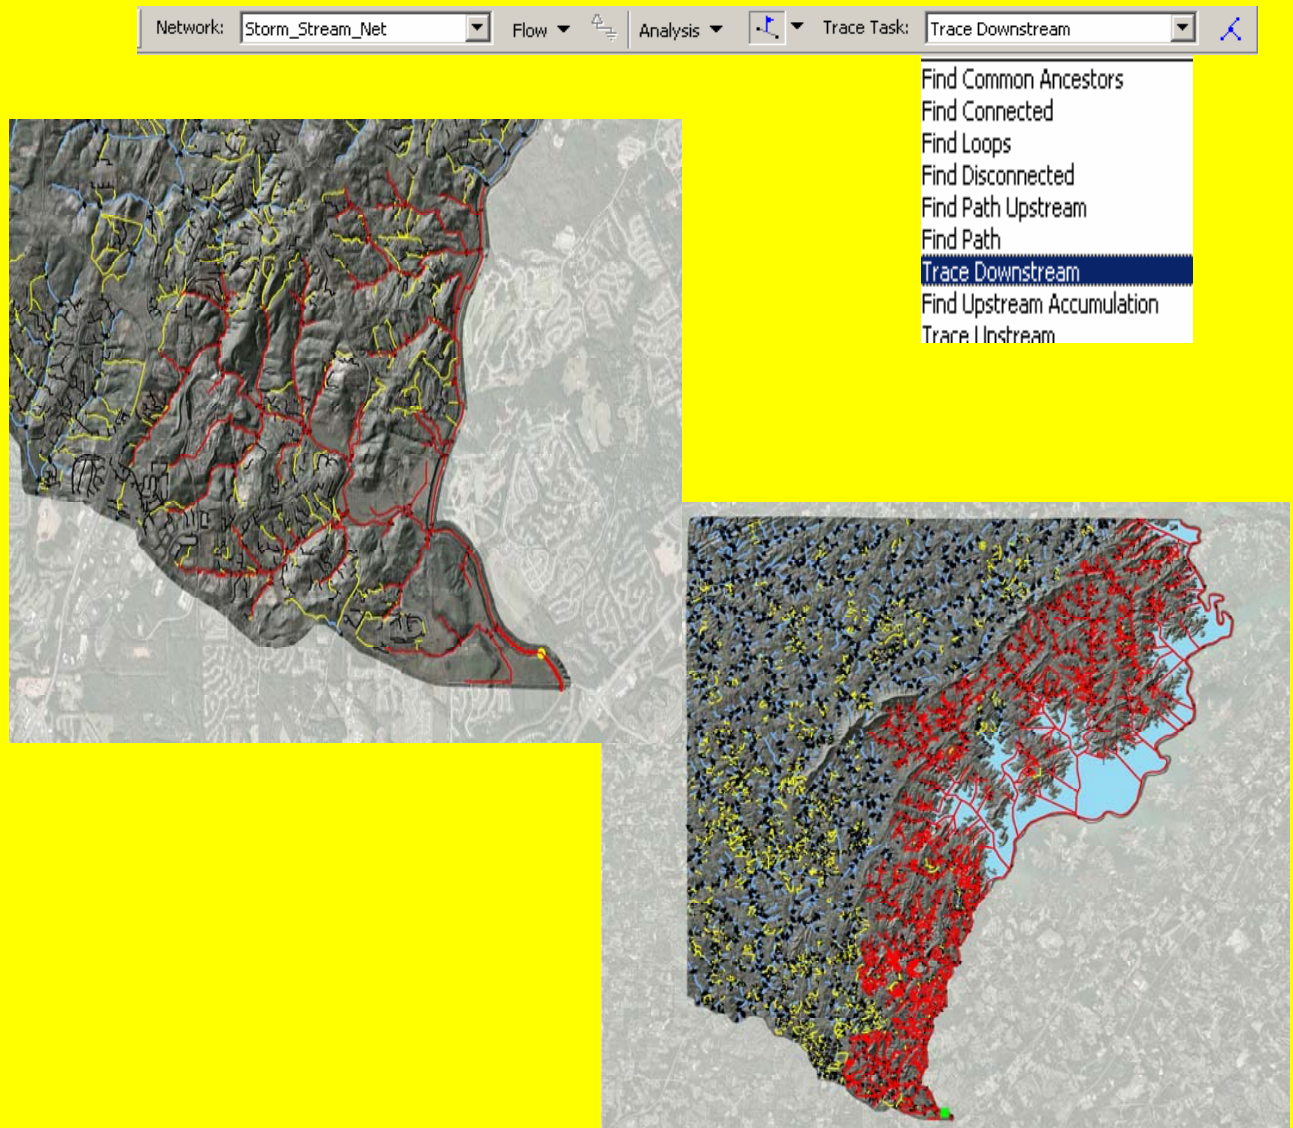 Network: Storm_Stream_Net Flow Analysis Trace Task: Trace Downstream
Find Common Ancestors
Find Connected
Find Loops
Find Disconnected
Find Path Upstream
Find Path
Trace Downstream
Find Upstream Accumulation
Trace Upstream